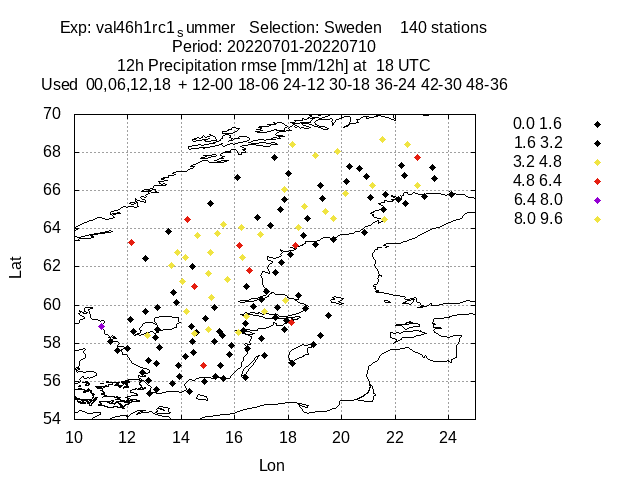 Exp: val46h1rc1summer Selection: Sweden 140 stations
Period: 20220701-20220710
12h Precipitation rmse [mm/12h] at 18 UTC
Used 00,06,12,18 + 12-00 18-06 24-12 30-18 36-24 42-30 48-36
70
68
66
64
62
60
58
56
54
Lat
10 12 14 16 18 20 22 24
Lon
0.0 1.6
1.6 3.2
3.2 4.8
4.8 6.4
6.4 8.0
8.0 9.6